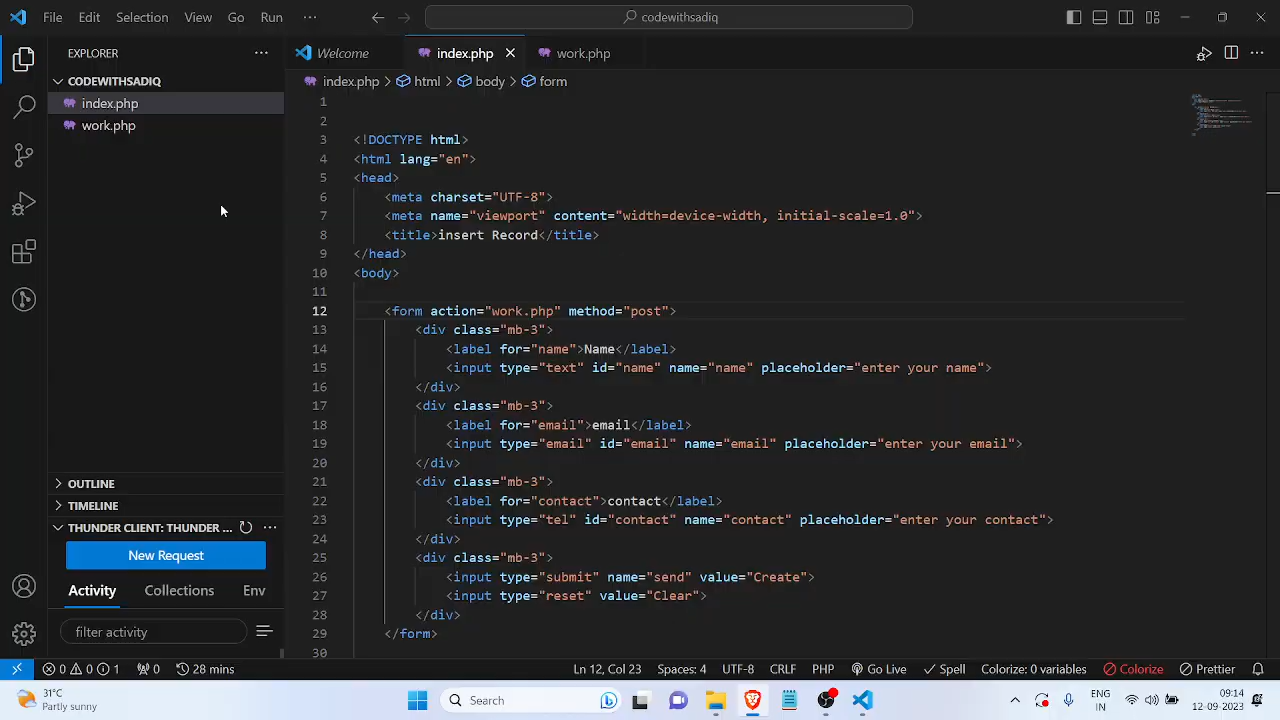 File Edit Selection View Go Run ··· codewithsadiq
EXPLORER ···
Welcome index.php work.php
CODEWITHSADIQ
index.php > html > body > form
index.php
work.php
1
2
3 <!DOCTYPE html>
4 <html lang="en">
5 <head>
6 <meta charset="UTF-8">
7 <meta name="viewport" content="width=device-width, initial-scale=1.0">
8 <title>insert Record</title>
9 </head>
10 <body>
11
12 <form action="work.php" method="post">
13 <div class="mb-3">
14 <label for="name">Name</label>
15 <input type="text" id="name" name="name" placeholder="enter your name">
16 </div>
17 <div class="mb-3">
18 <label for="email">email</label>
19 <input type="email" id="email" name="email" placeholder="enter your email">
20 </div>
21 <div class="mb-3">
22 <label for="contact">contact</label>
23 <input type="tel" id="contact" name="contact" placeholder="enter your contact">
24 </div>
25 <div class="mb-3">
26 <input type="submit" name="send" value="Create">
27 <input type="reset" value="Clear">
28 </div>
29 </form>
30
OUTLINE
TIMELINE
THUNDER CLIENT: THUNDER ... ···
New Request
Activity Collections Env
filter activity
0 0 1 0 28 mins Ln 12, Col 23 Spaces: 4 UTF-8 CRLF PHP Go Live Spell Colorize: 0 variables Colorize Prettier
31°C
Partly sunny
Search
ENG
IN
09:14
12-09-2023